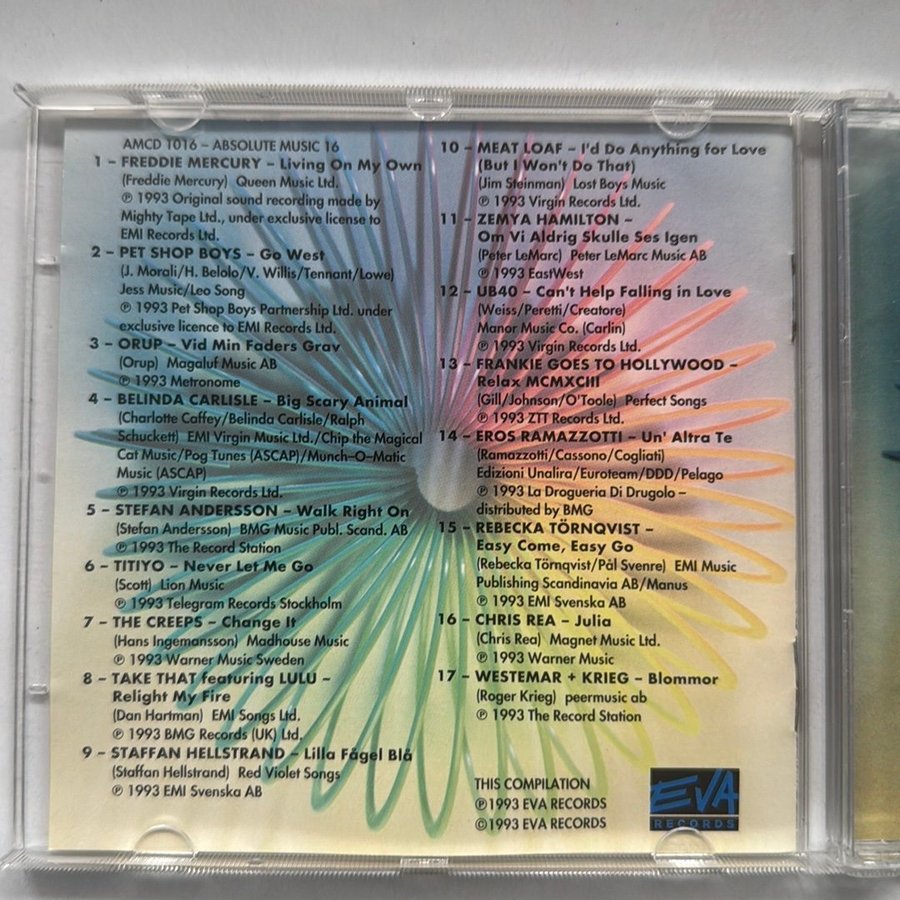 AMCD 1016 – ABSOLUTE MUSIC 16
1 – FREDDIE MERCURY – Living On My Own
(Freddie Mercury) Queen Music Ltd.
℗ 1993 Original sound recording made by
Mighty Tape Ltd., under exclusive license to
EMI Records Ltd.
2 – PET SHOP BOYS – Go West
(J. Morali/H. Belolo/V. Willis/Tennant/Lowe)
Jess Music/Leo Song
℗ 1993 Pet Shop Boys Partnership Ltd. under
exclusive licence to EMI Records Ltd.
3 – ORUP – Vid Min Faders Grav
(Orup) Magaluf Music AB
℗ 1993 Metronome
4 – BELINDA CARLISLE – Big Scary Animal
(Charlotte Caffey/Belinda Carlisle/Ralph
Schuckett) EMI Virgin Music Ltd./Chip the Magical
Cat Music/Pog Tunes (ASCAP)/Munch–O–Matic
Music (ASCAP)
℗ 1993 Virgin Records Ltd.
5 – STEFAN ANDERSSON – Walk Right On
(Stefan Andersson) BMG Music Publ. Scand. AB
℗ 1993 The Record Station
6 – TITIYO – Never Let Me Go
(Scott) Lion Music
℗ 1993 Telegram Records Stockholm
7 – THE CREEPS – Change It
(Hans Ingemansson) Madhouse Music
℗ 1993 Warner Music Sweden
8 – TAKE THAT featuring LULU –
Relight My Fire
(Dan Hartman) EMI Songs Ltd.
℗ 1993 BMG Records (UK) Ltd.
9 – STAFFAN HELLSTRAND – Lilla Fågel Blå
(Staffan Hellstrand) Red Violet Songs
℗ 1993 EMI Svenska AB
10 – MEAT LOAF – I'd Do Anything for Love
(But I Won't Do That)
(Jim Steinman) Lost Boys Music
℗ 1993 Virgin Records Ltd.
11 – ZEMYA HAMILTON –
Om Vi Aldrig Skulle Ses Igen
(Peter LeMarc) Peter LeMarc Music AB
℗ 1993 EastWest
12 – UB40 – Can't Help Falling in Love
(Weiss/Peretti/Creatore)
Manor Music Co. (Carlin)
℗ 1993 Virgin Records Ltd.
13 – FRANKIE GOES TO HOLLYWOOD –
Relax MCMXCIII
(Gill/Johnson/O'Toole) Perfect Songs
℗ 1993 ZTT Records Ltd.
14 – EROS RAMAZZOTTI – Un' Altra Te
(Ramazzotti/Cassono/Cogliati)
Edizioni Unalira/Euroteam/DDD/Pelago
℗ 1993 La Drogueria Di Drugolo –
distributed by BMG
15 – REBECKA TÖRNQVIST –
Easy Come, Easy Go
(Rebecka Törnqvist/Pål Svenre) EMI Music
Publishing Scandinavia AB/Manus
℗ 1993 EMI Svenska AB
16 – CHRIS REA – Julia
(Chris Rea) Magnet Music Ltd.
℗ 1993 Warner Music
17 – WESTEMAR + KRIEG – Blommor
(Roger Krieg) peermusic ab
℗ 1993 The Record Station
THIS COMPILATION
℗1993 EVA RECORDS
©1993 EVA RECORDS
EVA
RECORDS